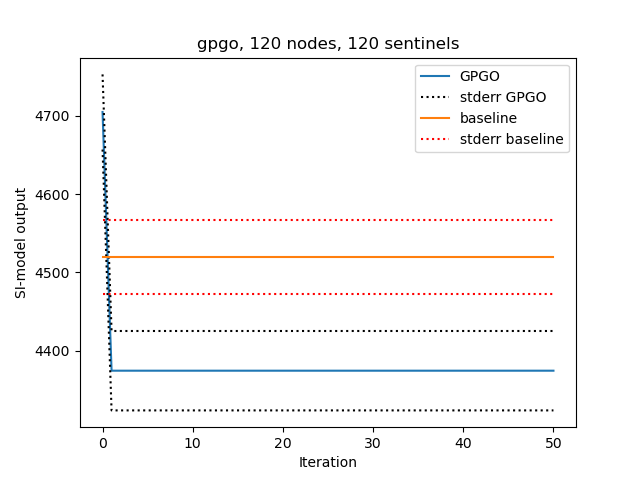 gpgo, 120 nodes, 120 sentinels
GPGO
stderr GPGO
baseline
stderr baseline
SI-model output
4700
4600
4500
4400
0 10 20 30 40 50
Iteration